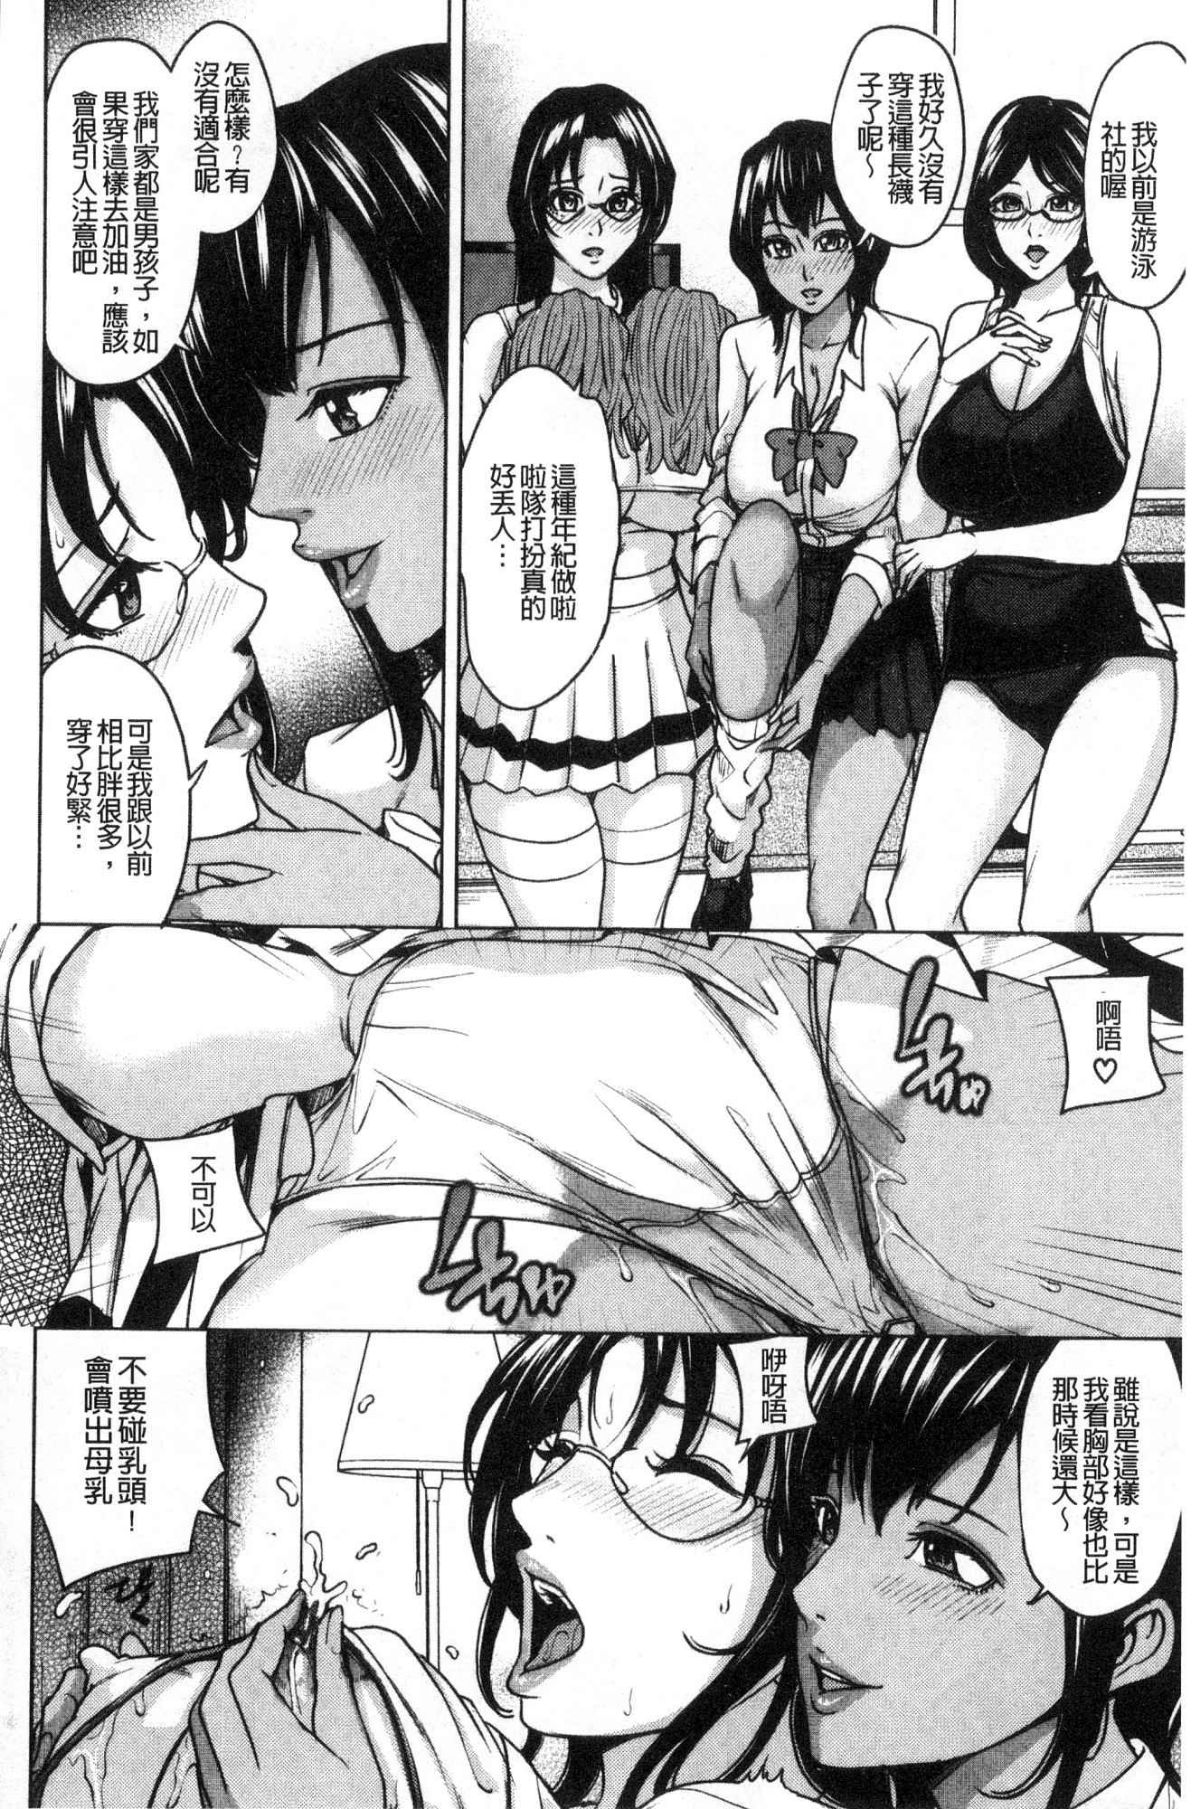 我以前是游泳
社的喔
我好久沒有
穿這種長襪
子了呢～
這種年紀做啦
啦隊打扮真的
好丟人…
怎麼樣？有
沒有適合呢
我們家都是男孩子，如
果穿這樣去加油，應該
會很引人注意吧
可是我跟以前
相比胖很多，
穿了好緊…
啊唔♡
不可以
雖說是這樣，可是
我看胸部好像也比
那時候還大～
咿呀唔
不要碰乳頭！
會噴出母乳